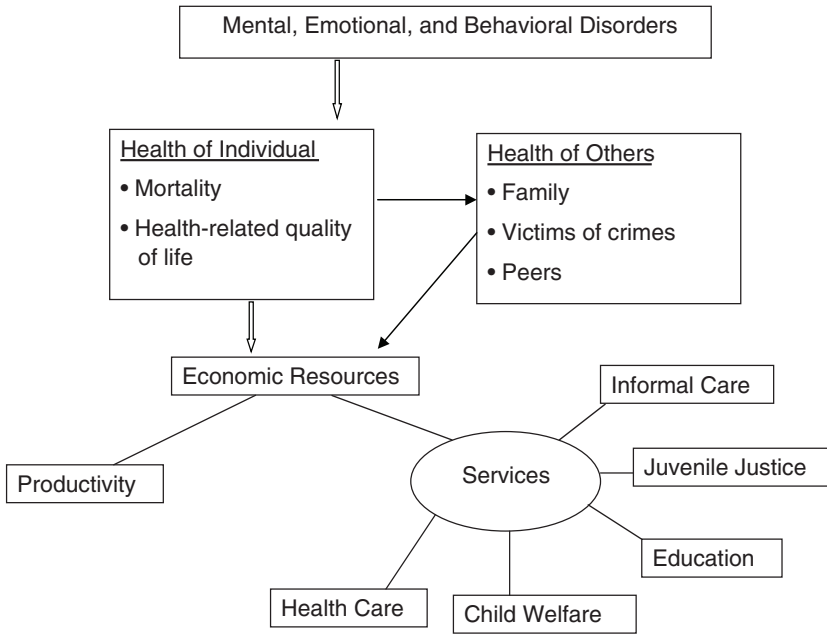 Mental, Emotional, and Behavioral Disorders
Health of Individual
• Mortality
• Health-related quality
of life
Health of Others
• Family
• Victims of crimes
• Peers
Economic Resources
Informal Care
Productivity
Services
Juvenile Justice
Education
Health Care
Child Welfare